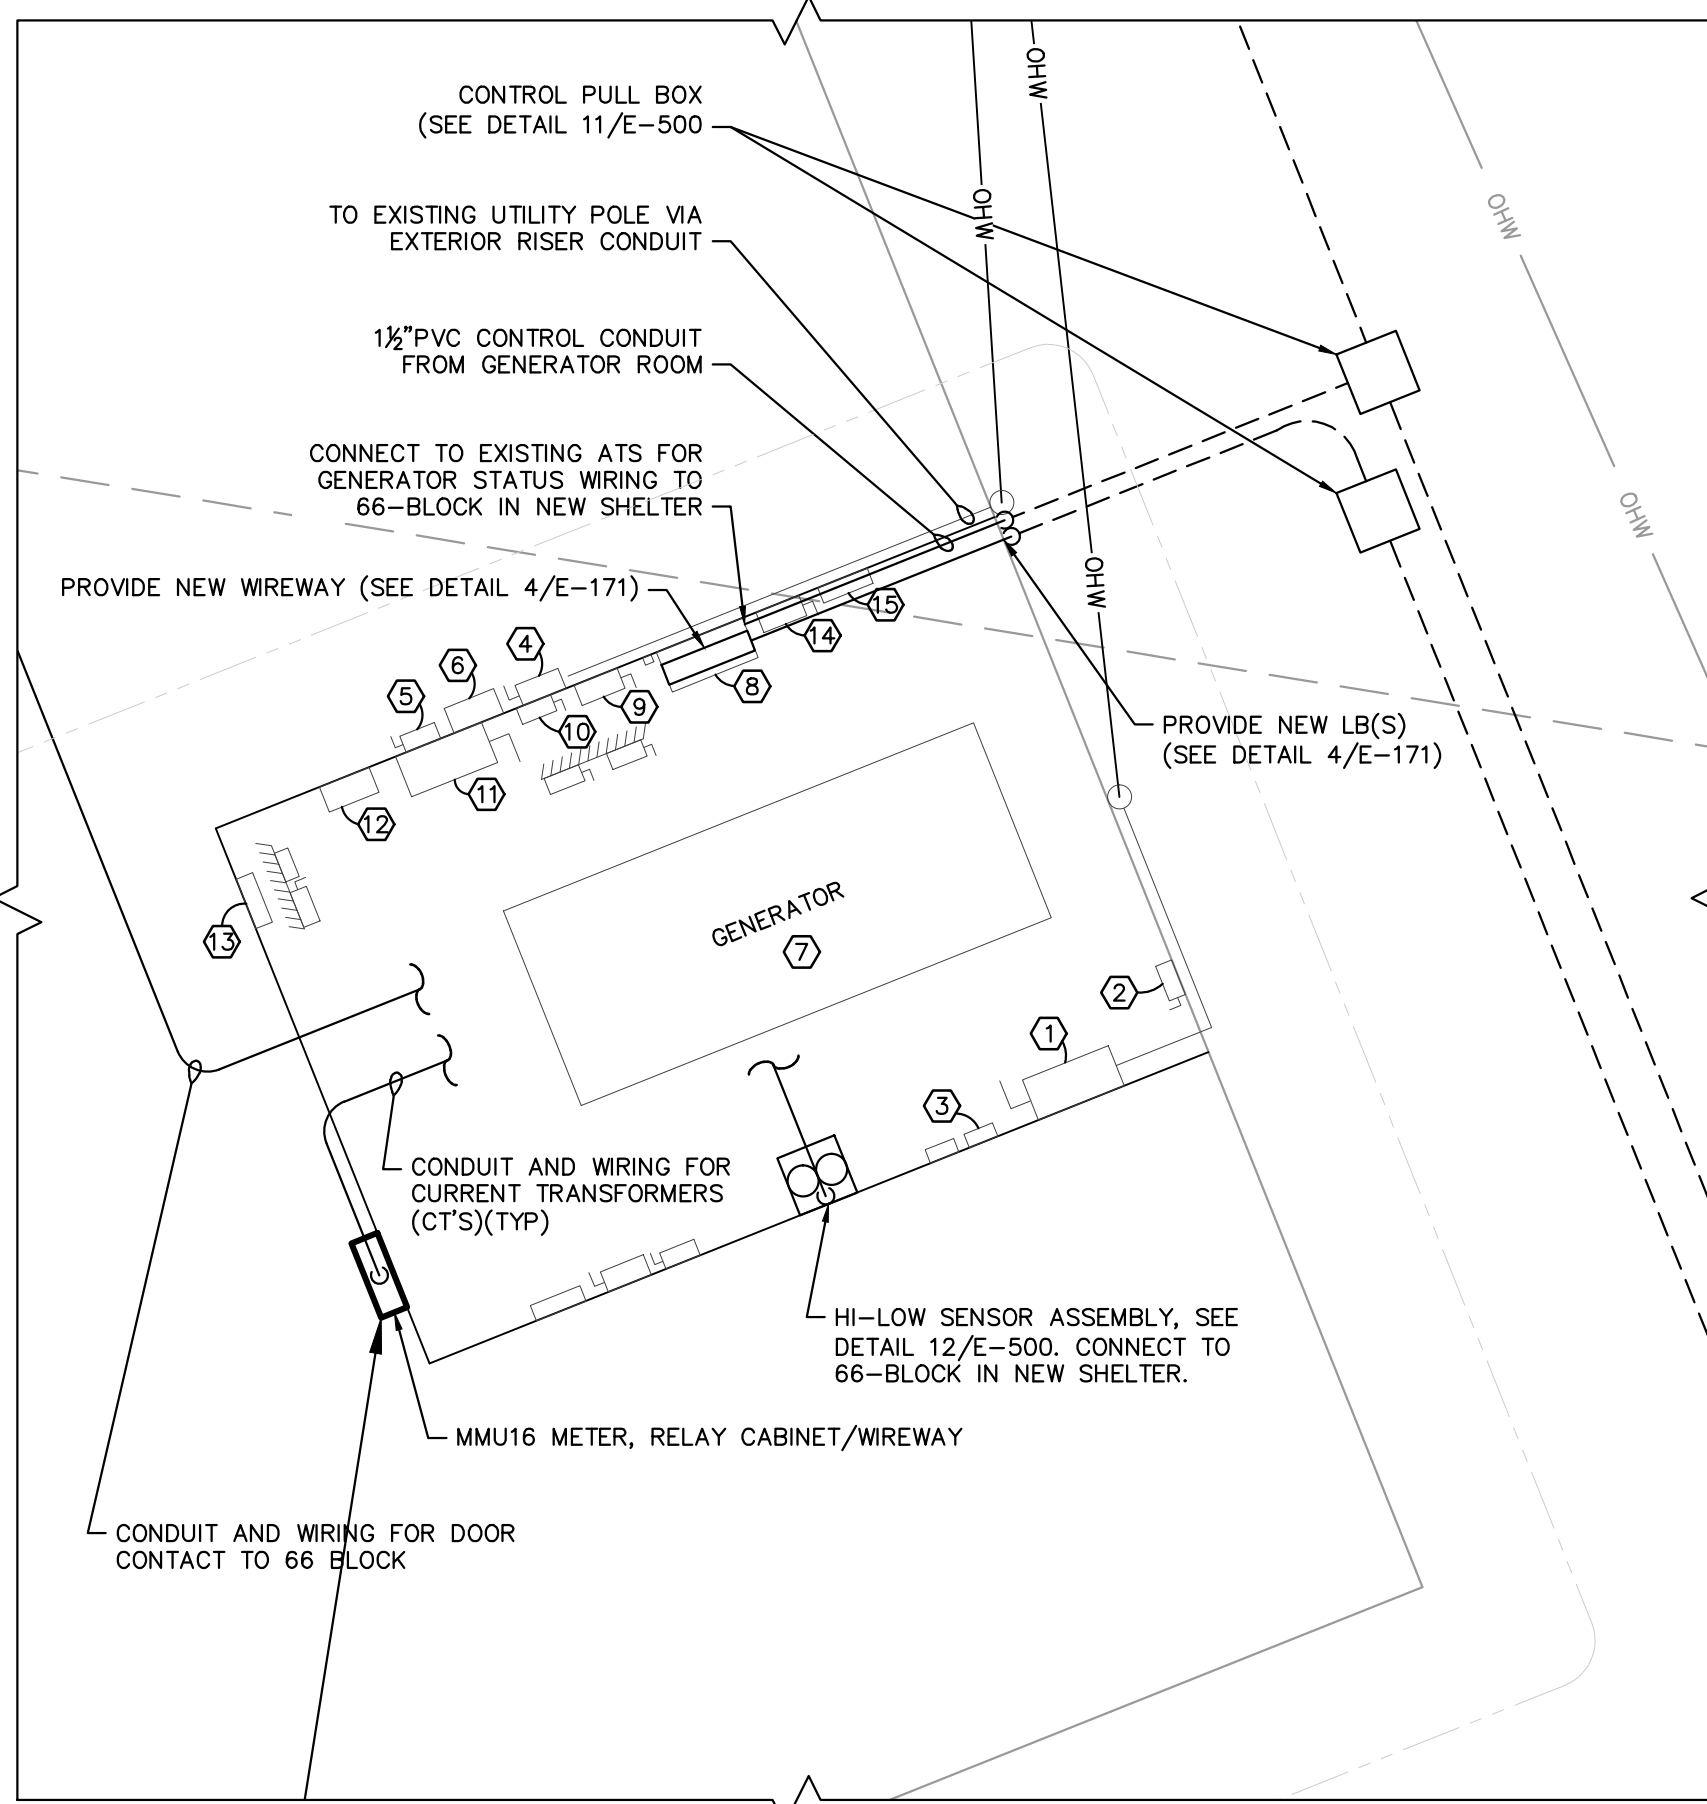 CONTROL PULL BOX
(SEE DETAIL 11/E-500
TO EXISTING UTILITY POLE VIA
EXTERIOR RISER CONDUIT
1½"PVC CONTROL CONDUIT
FROM GENERATOR ROOM
CONNECT TO EXISTING ATS FOR
GENERATOR STATUS WIRING TO
66-BLOCK IN NEW SHELTER
PROVIDE NEW WIREWAY (SEE DETAIL 4/E-171)
OHW
OHW
OHW
OHW
OHW
15
14
4
6
5
8
9
10
11
12
13
PROVIDE NEW LB(S)
(SEE DETAIL 4/E-171)
GENERATOR
7
2
1
3
CONDUIT AND WIRING FOR
CURRENT TRANSFORMERS
(CT'S)(TYP)
HI-LOW SENSOR ASSEMBLY, SEE
DETAIL 12/E-500. CONNECT TO
66-BLOCK IN NEW SHELTER.
MMU16 METER, RELAY CABINET/WIREWAY
CONDUIT AND WIRING FOR DOOR
CONTACT TO 66 BLOCK